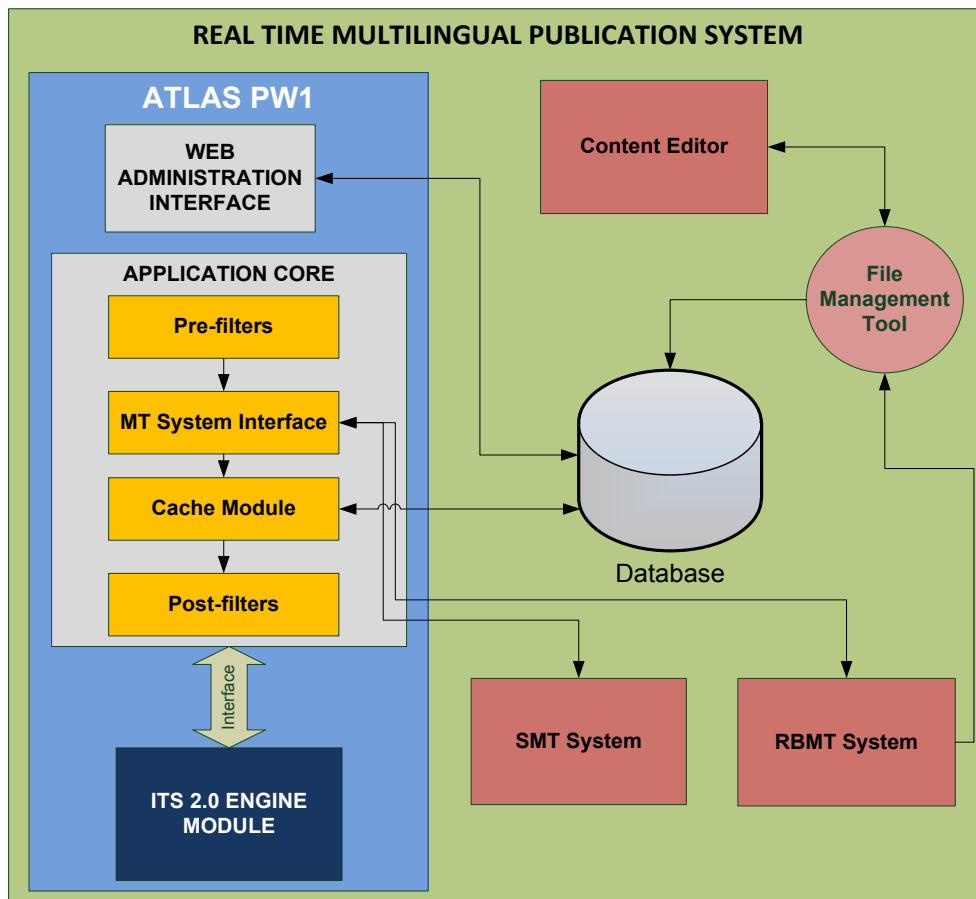 REAL TIME MULTILINGUAL PUBLICATION SYSTEM
ATLAS PW1
WEB
ADMINISTRATION
INTERFACE
APPLICATION CORE
Pre-filters
MT System Interface
Cache Module
Post-filters
Interface
ITS 2.0 ENGINE
MODULE
Content Editor
File
Management
Tool
Database
SMT System
RBMT System